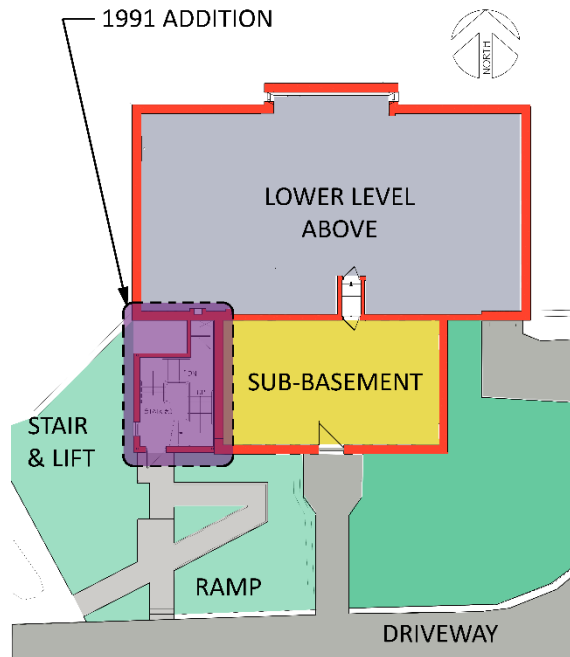 1991 ADDITION
NORTH
LOWER LEVEL
ABOVE
SUB-BASEMENT
STAIR
& LIFT
RAMP
DRIVEWAY